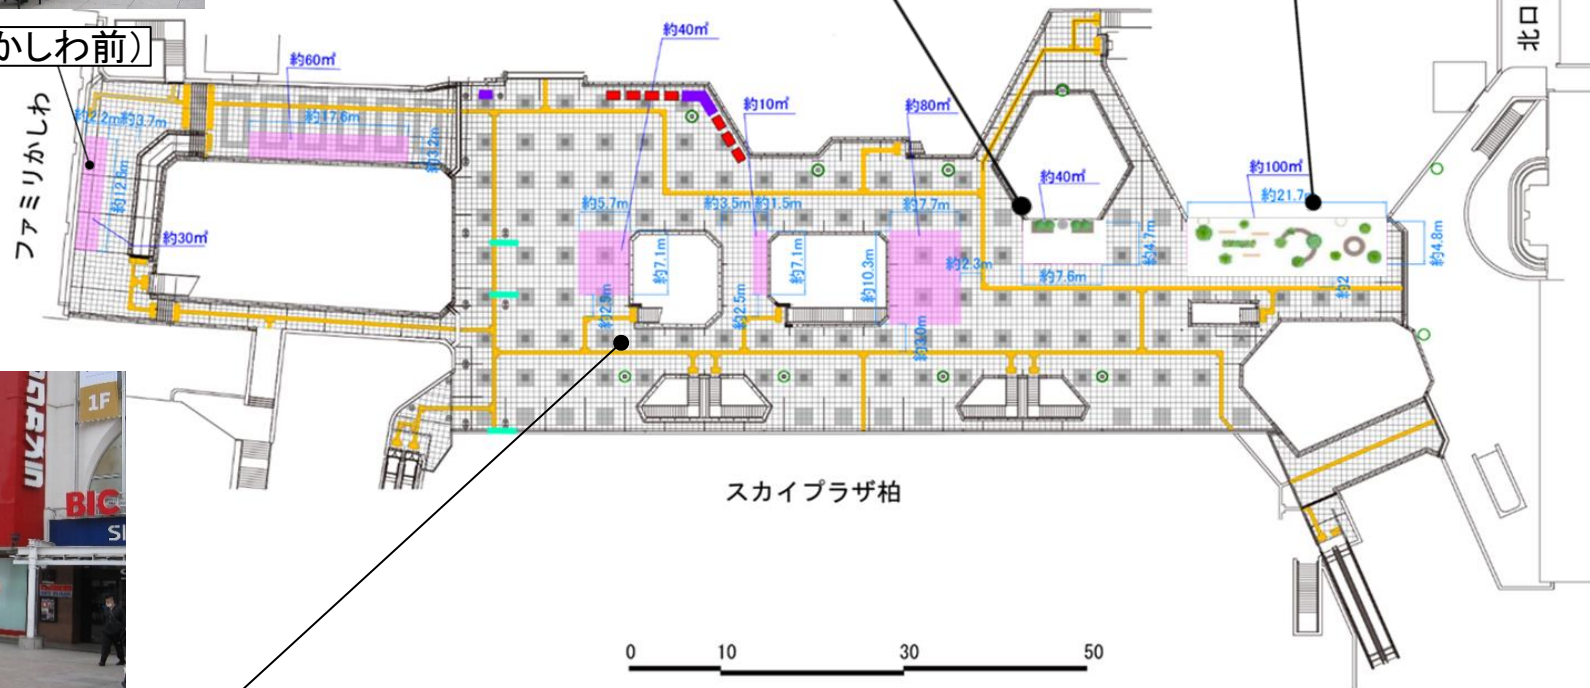 かしわ前）
ファミリかしわ
約60㎡
約40㎡
約10㎡
約80㎡
約40㎡
約100㎡
北口
約2.2m
約3.7m
約17.6m
約30㎡
約5.7m
約3.5m
約1.5m
約7.7m
約21.7m
約7.1m
約7.1m
約10.3m
約2.3m
約4.7m
約4.8m
約7.6m
約2.5m
約3.0m
スカイプラザ柏
1F
BIC
0 10 30 50